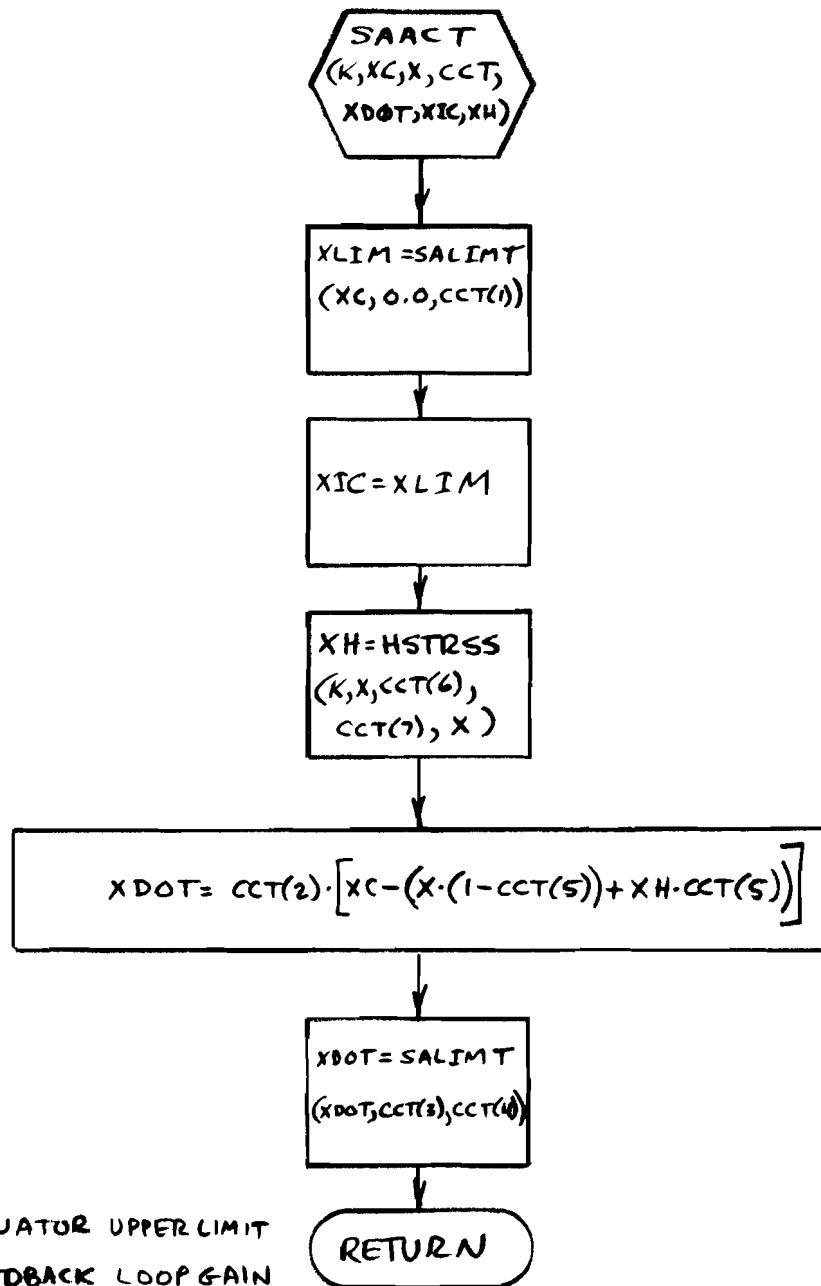 SAACT
(K,XC,X,CCT,
XDØT,XIC,XH)
XLIM=SALIMT
(XC,0.0,CCT(1))
XIC=XLIM
XH=HSTRSS
(K,X,CCT(6),
CCT(7),X)
XDOT= CCT(2)·[XC-(X·(1-CCT(5))+XH·CCT(5))]
XDOT=SALIMT
(XDOT,CCT(3),CCT(4))
UATOR UPPER LIMIT
DBACK LOOP GAIN
RETURN